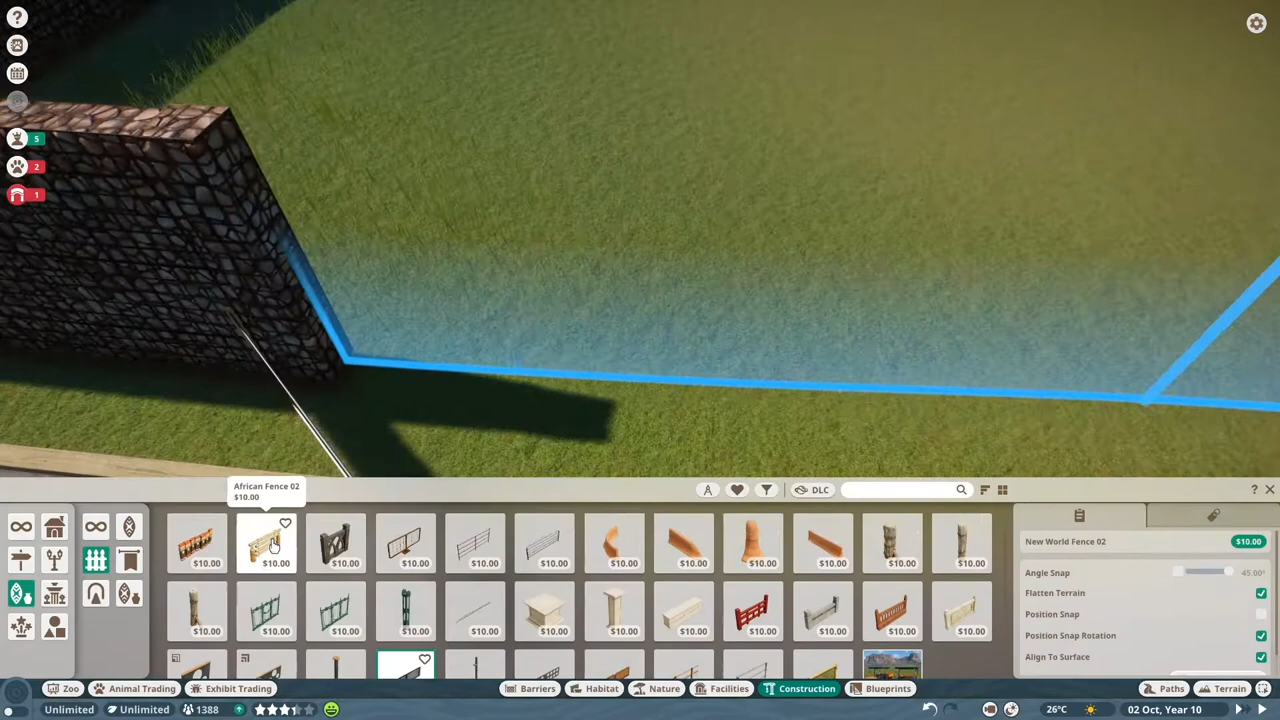 ?
5
2
1
African Fence 02
$10.00
DLC
?
$10.00 $10.00 $10.00 $10.00 $10.00 $10.00 $10.00 $10.00 $10.00 $10.00 $10.00 $10.00
$10.00 $10.00 $10.00 $10.00 $10.00 $10.00 $10.00 $10.00 $10.00 $10.00 $10.00 $10.00
New World Fence 02 $10.00
Angle Snap 45.00°
Flatten Terrain
Position Snap
Position Snap Rotation
Align To Surface
Zoo Animal Trading Exhibit Trading Barriers Habitat Nature Facilities Construction Blueprints Paths Terrain
Unlimited Unlimited 1388 26°C 02 Oct, Year 10